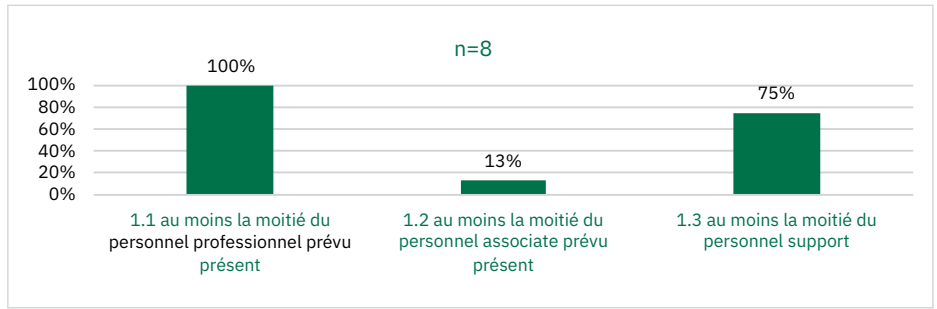 n=8
100%
13%
75%
100%
80%
60%
40%
20%
0%
1.1 au moins la moitié du
personnel professionnel prévu
présent
1.2 au moins la moitié du
personnel associate prévu
présent
1.3 au moins la moitié du
personnel support